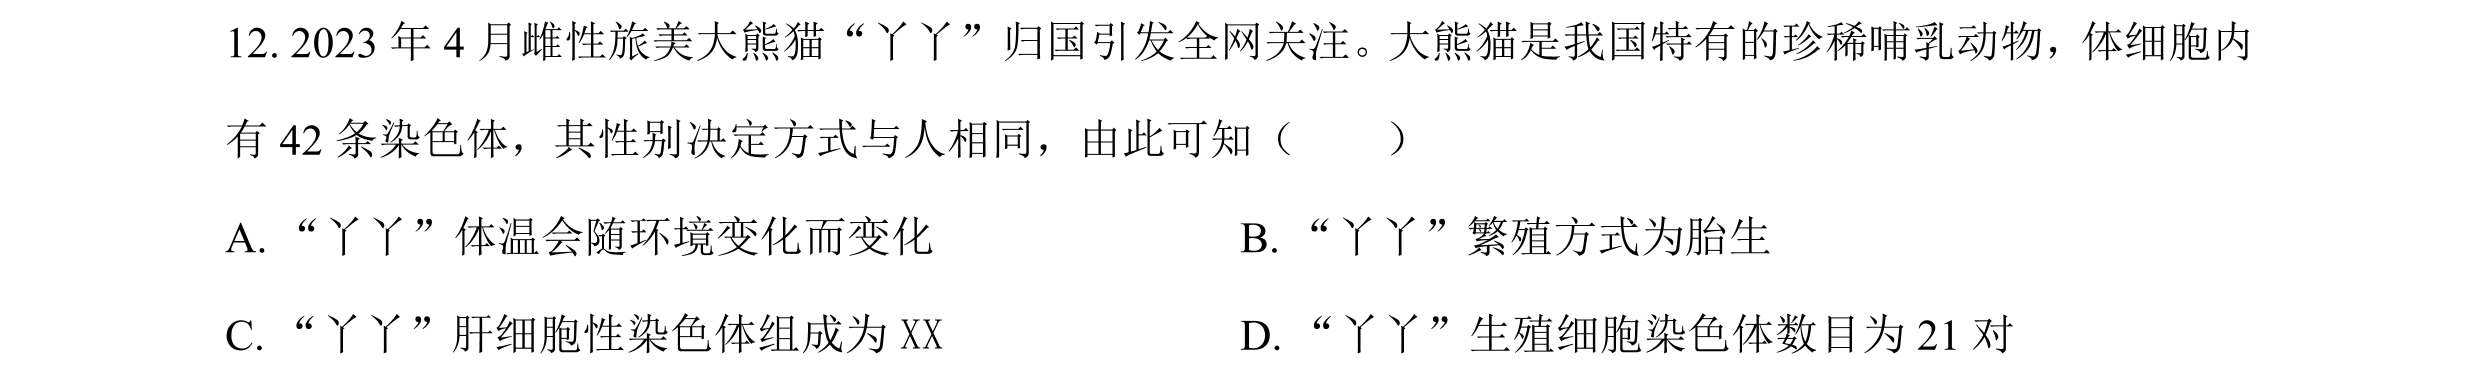 12. 2023 年 4 月雌性旅美大熊猫“丫丫”归国引发全网关注。大熊猫是我国特有的珍稀哺乳动物，体细胞内
有 42 条染色体，其性别决定方式与人相同，由此可知（　　）
A. “丫丫”体温会随环境变化而变化 B. “丫丫”繁殖方式为胎生
C. “丫丫”肝细胞性染色体组成为 XX D. “丫丫”生殖细胞染色体数目为 21 对